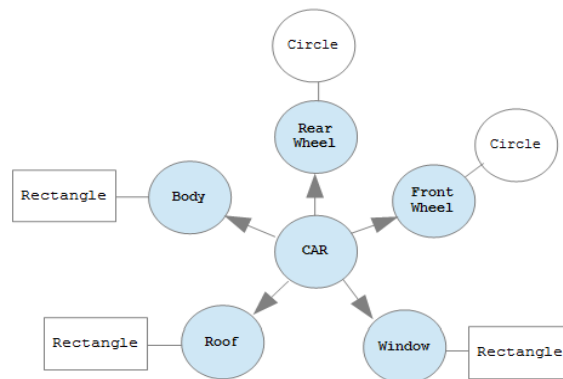 Circle
Rear
Wheel
Circle
Front
Wheel
Rectangle
Body
CAR
Rectangle
Roof
Window
Rectangle